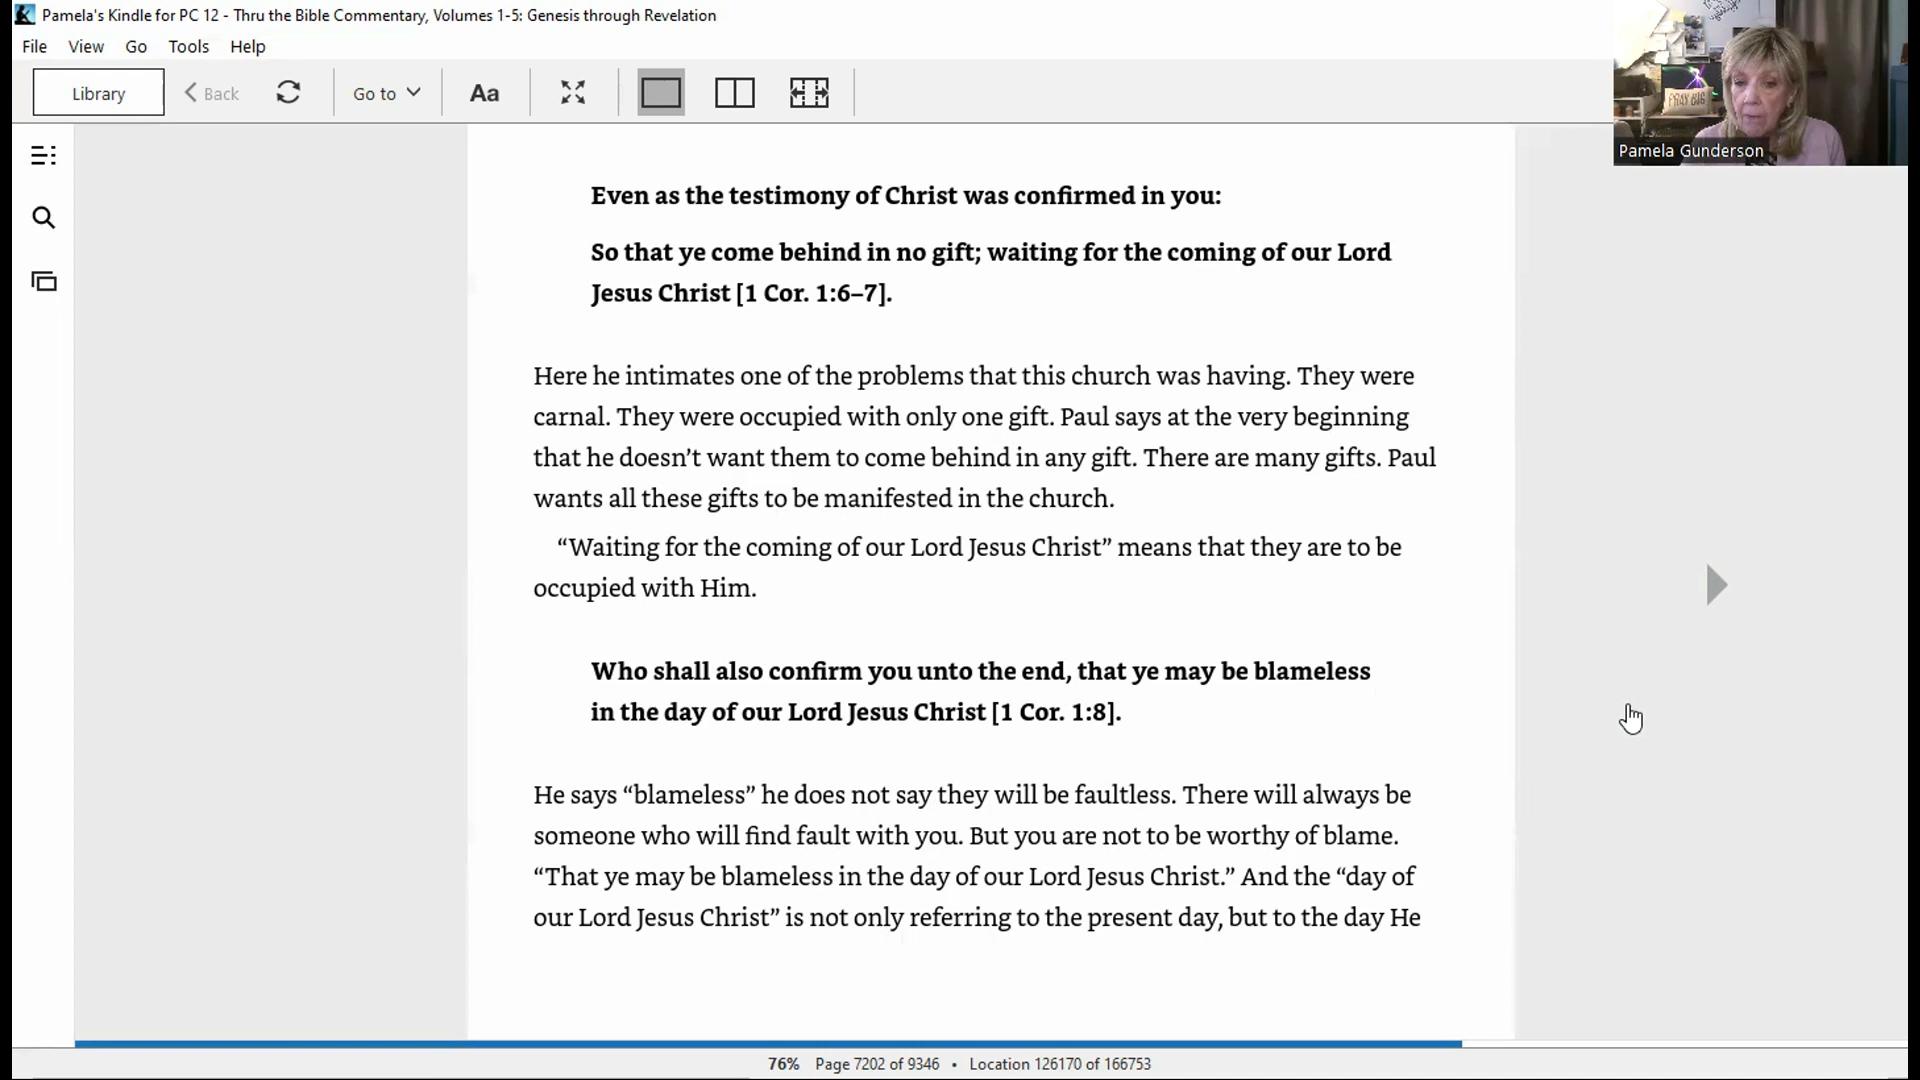 Pamela's Kindle for PC 12 - Thru the Bible Commentary, Volumes 1-5: Genesis through Revelation
File View Go Tools Help
Library Back Go to Aa
PRAY BIG
Pamela Gunderson
Even as the testimony of Christ was confirmed in you:
So that ye come behind in no gift; waiting for the coming of our Lord
Jesus Christ [1 Cor. 1:6–7].
Here he intimates one of the problems that this church was having. They were
carnal. They were occupied with only one gift. Paul says at the very beginning
that he doesn’t want them to come behind in any gift. There are many gifts. Paul
wants all these gifts to be manifested in the church.
“Waiting for the coming of our Lord Jesus Christ” means that they are to be
occupied with Him.
Who shall also confirm you unto the end, that ye may be blameless
in the day of our Lord Jesus Christ [1 Cor. 1:8].
He says “blameless” he does not say they will be faultless. There will always be
someone who will find fault with you. But you are not to be worthy of blame.
“That ye may be blameless in the day of our Lord Jesus Christ.” And the “day of
our Lord Jesus Christ” is not only referring to the present day, but to the day He
76% Page 7202 of 9346 • Location 126170 of 166753